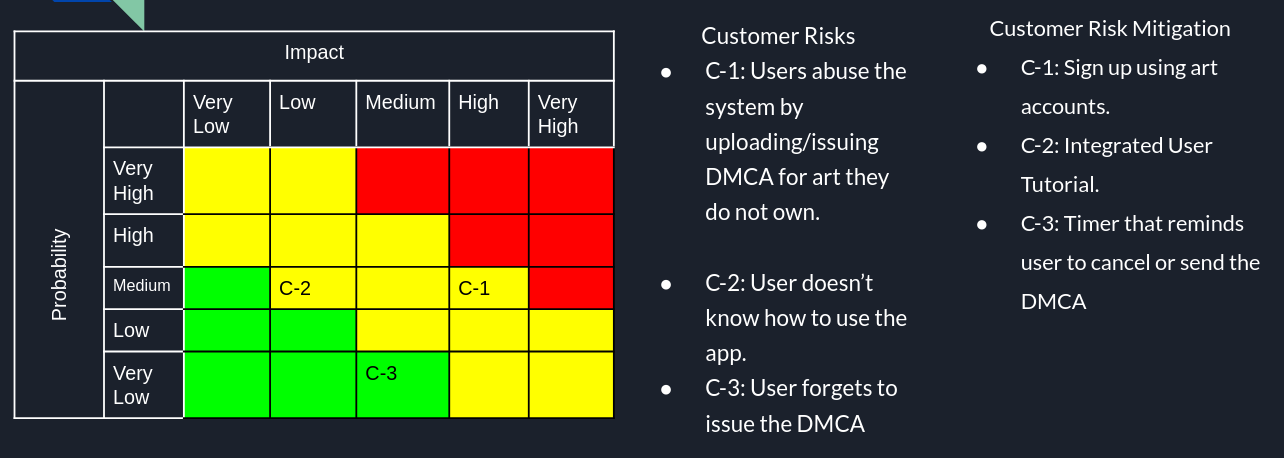 Impact
Very Low
Low
Medium
High
Very High
Probability
Very High
High
Medium
C-2
C-1
Low
Very Low
C-3
Customer Risks
● C-1: Users abuse the
system by
uploading/issuing
DMCA for art they
do not own.
● C-2: User doesn’t
know how to use the
app.
● C-3: User forgets to
issue the DMCA
Customer Risk Mitigation
● C-1: Sign up using art
accounts.
● C-2: Integrated User
Tutorial.
● C-3: Timer that reminds
user to cancel or send the
DMCA